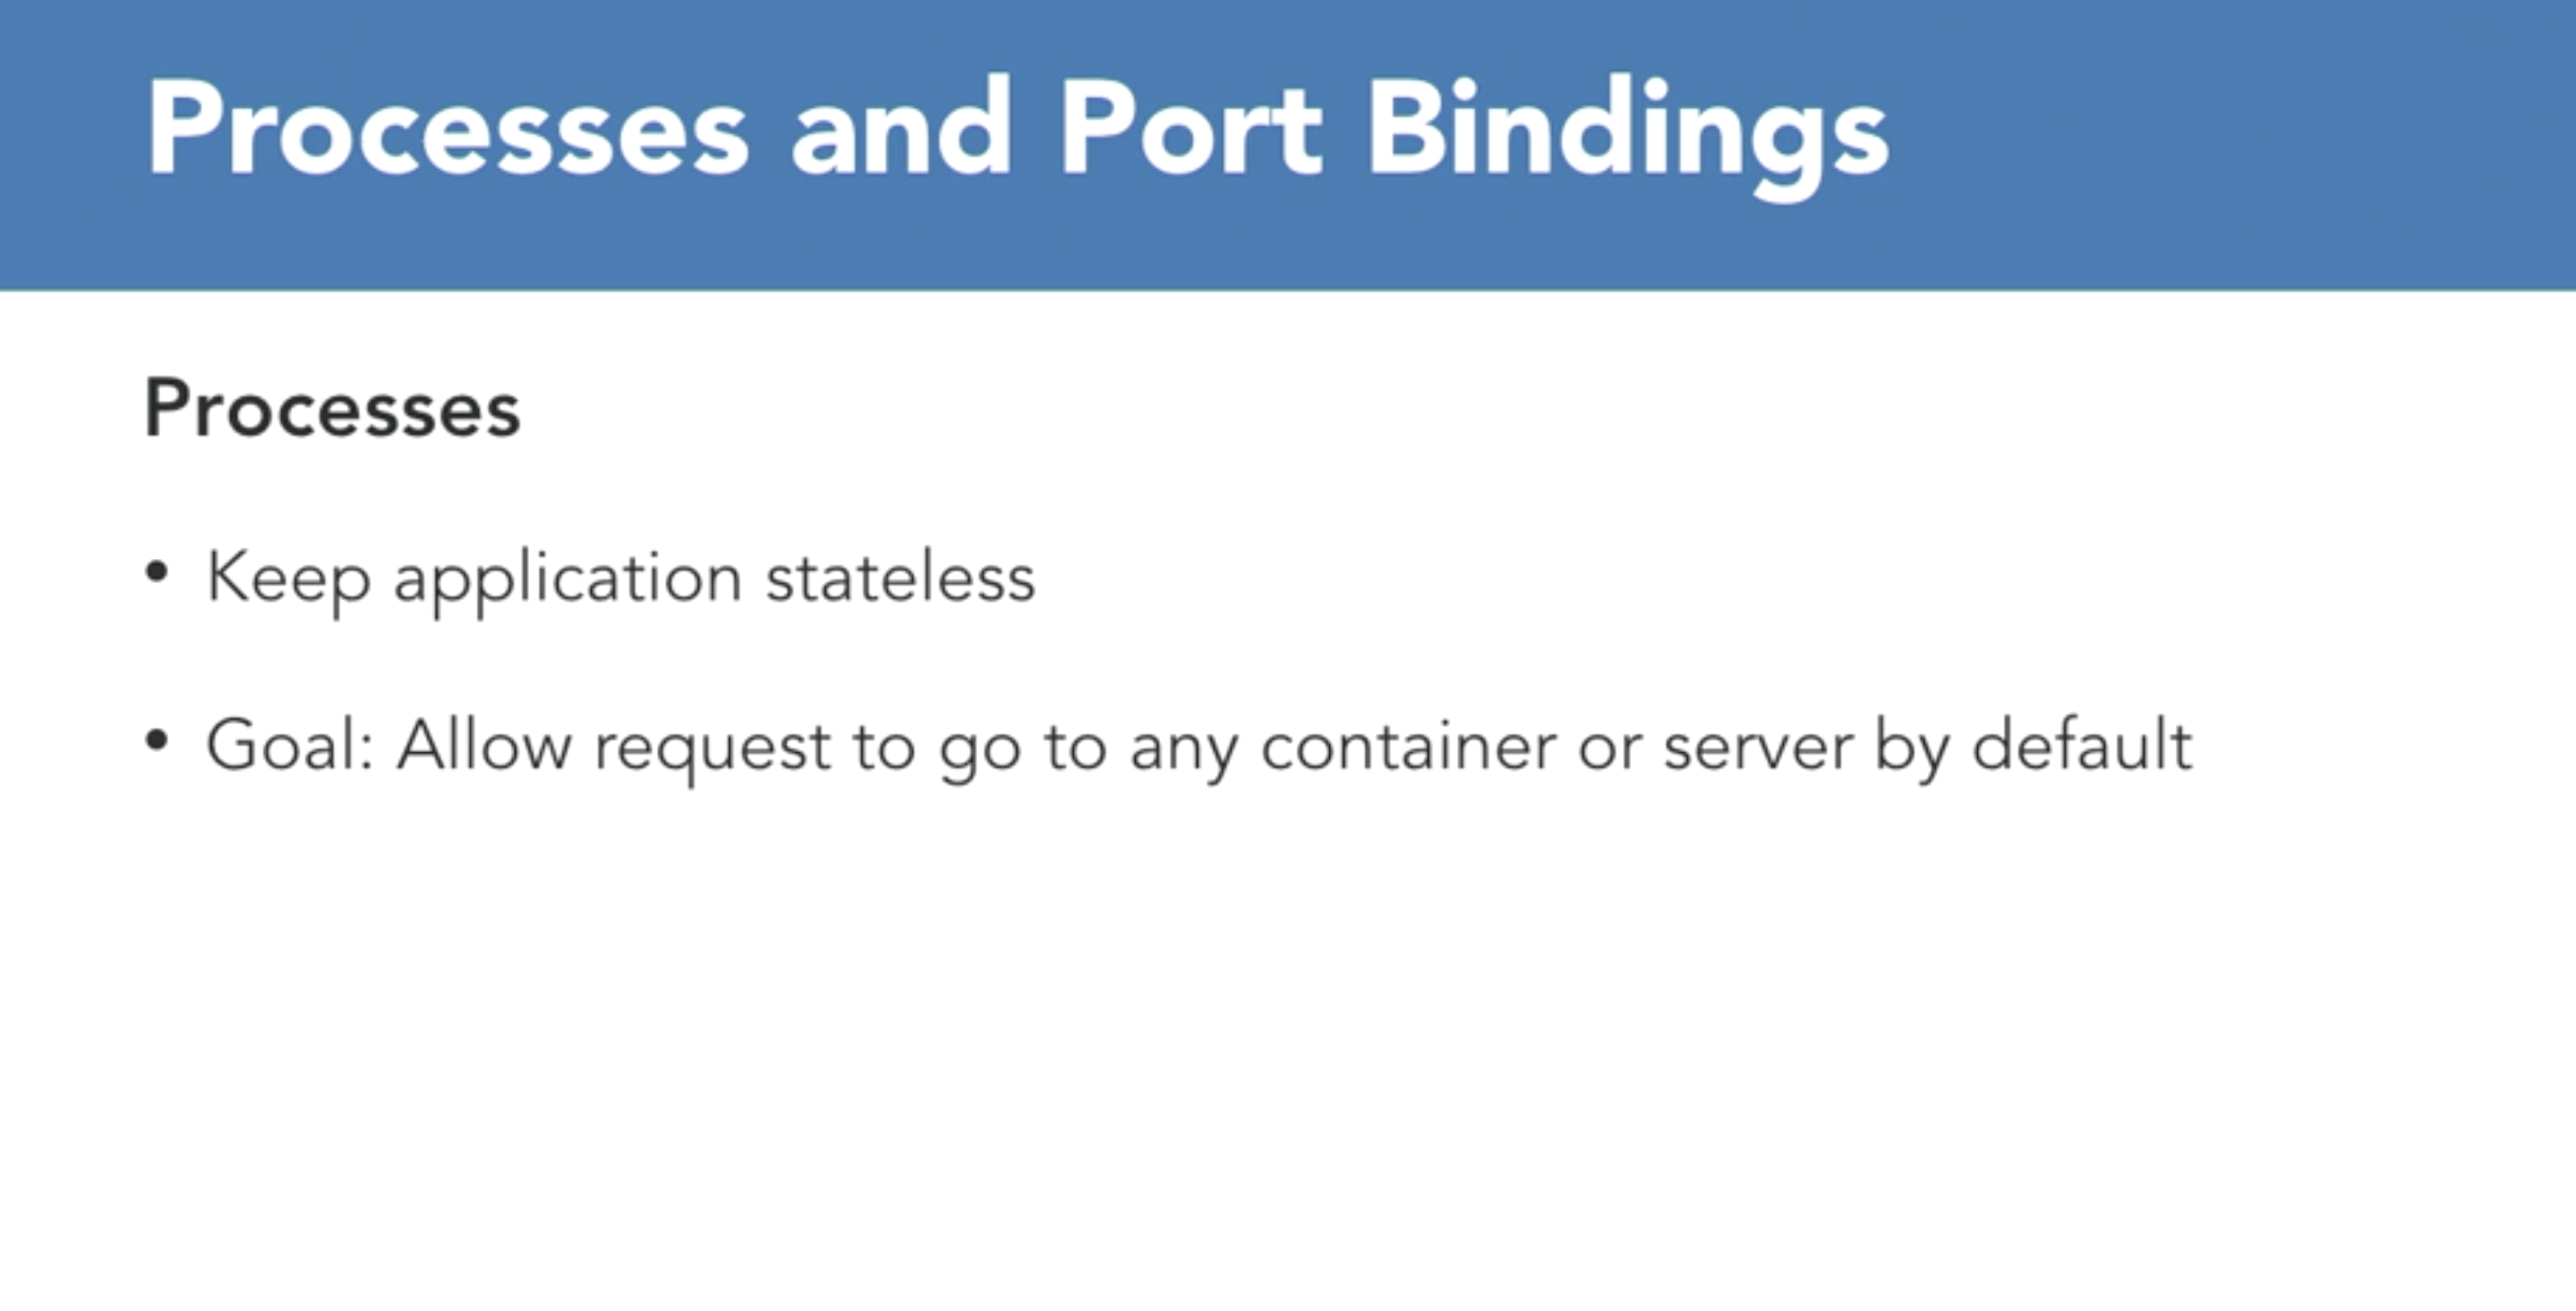 Processes and Port Bindings
Processes
• Keep application stateless
• Goal: Allow request to go to any container or server by default